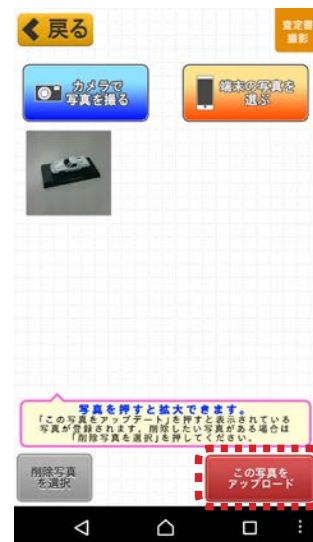 戻る
査定書
撮影
カメラで
写真を撮る
端末の写真を
選ぶ
写真を押すと拡大できます。
「この写真をアップデート」を押すと表示されている
写真が登録されます。削除したい写真がある場合は
「削除写真を選択」を押してください。
削除写真
を選択
この写真を
アップロード